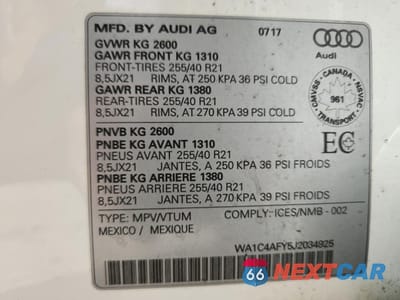 MFD. BY AUDI AG 0717
GVWR KG 2600
GAWR FRONT KG 1310
FRONT-TIRES 255/40 R21
8,5JX21 RIMS, AT 250 KPA 36 PSI COLD
GAWR REAR KG 1380
REAR-TIRES 255/40 R21
8,5JX21 RIMS, AT 270 KPA 39 PSI COLD
PNVB KG 2600
PNBE KG AVANT 1310
PNEUS AVANT 255/40 R21
8,5JX21 JANTES, A 250 KPA 36 PSI FROIDS
PNBE KG ARRIERE 1380
PNEUS ARRIERE 255/40 R21
8,5JX21 JANTES, A 270 KPA 39 PSI FROIDS
TYPE: MPV/VTUM COMPLY: ICES/NMB - 002
MEXICO / MEXIQUE
WA1C4AFY5J2034925
Audi
CMVSS - CANADA - NSVAC
961
TRANSPORT
EC
66 NEXTCAR